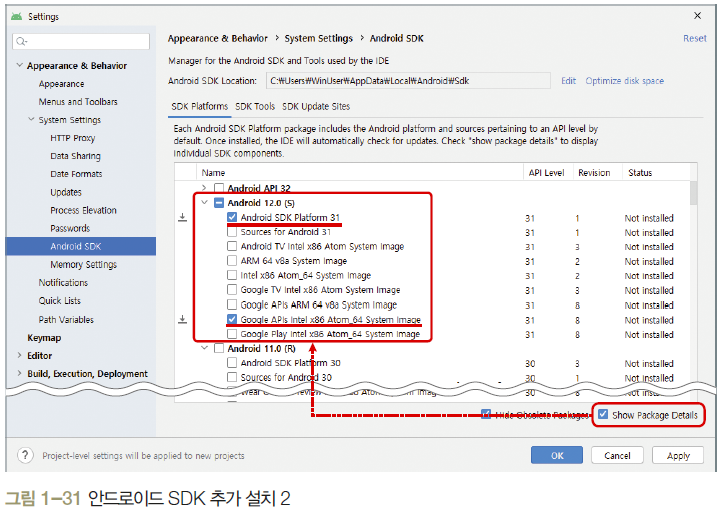 Settings
Appearance & Behavior > System Settings > Android SDK Reset
Manager for the Android SDK and Tools used by the IDE
Android SDK Location: C:₩Users₩WinUser₩AppData₩Local₩Android₩Sdk Edit Optimize disk space
SDK Platforms SDK Tools SDK Update Sites
Each Android SDK Platform package includes the Android platform and sources pertaining to an API level by
default. Once installed, the IDE will automatically check for updates. Check "show package details" to display
individual SDK components.
Appearance & Behavior
Appearance
Menus and Toolbars
System Settings
HTTP Proxy
Data Sharing
Date Formats
Updates
Process Elevation
Passwords
Android SDK
Memory Settings
Notifications
Quick Lists
Path Variables
Keymap
Editor
Build, Execution, Deployment
Name API Level Revision Status
Android API 32
Android 12.0 (S)
Android SDK Platform 31 31 1 Not installed
Sources for Android 31 31 1 Not installed
Android TV Intel x86 Atom System Image 31 3 Not installed
ARM 64 v8a System Image 31 2 Not installed
Intel x86 Atom_64 System Image 31 2 Not installed
Google TV Intel x86 Atom System Image 31 3 Not installed
Google APIs ARM 64 v8a System Image 31 8 Not installed
Google APIs Intel x86 Atom_64 System Image 31 8 Not installed
Google Play Intel x86 Atom_64 System Image 31 8 Not installed
Android 11.0 (R)
Android SDK Platform 30 30 3 Not installed
Sources for Android 30 30 1 Not installed
Hide Obsolete Packages Show Package Details
? Project-level settings will be applied to new projects OK Cancel Apply
그림 1-31 안드로이드 SDK 추가 설치 2